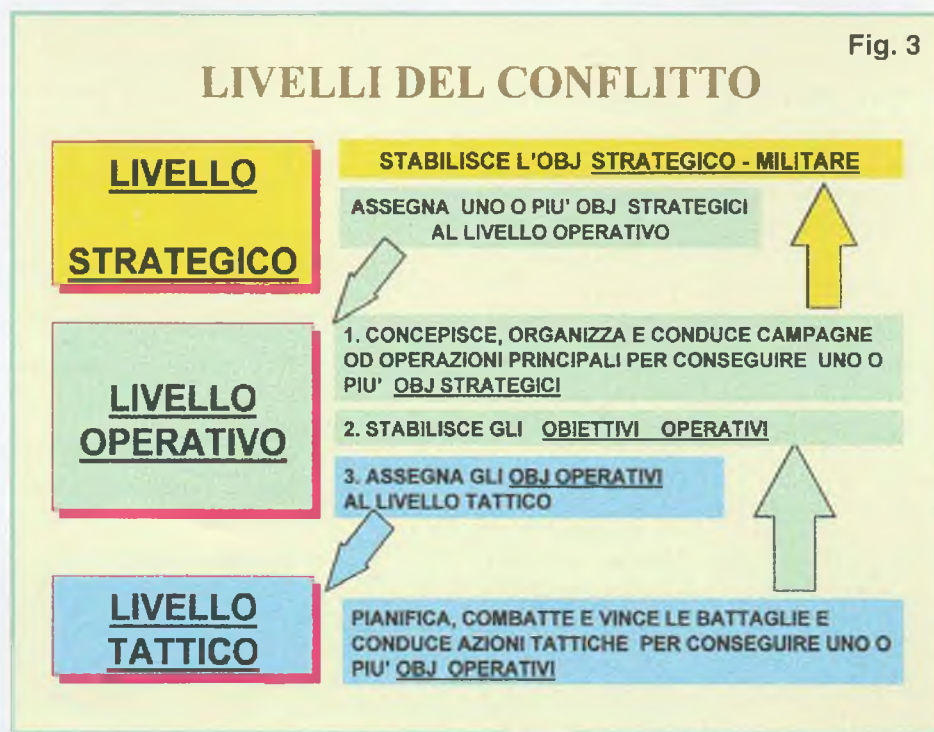 Fig. 3
LIVELLI DEL CONFLITTO
LIVELLO
STRATEGICO
STABILISCE L'OBJ STRATEGICO - MILITARE
ASSEGNA UNO O PIU' OBJ STRATEGICI
AL LIVELLO OPERATIVO
LIVELLO
OPERATIVO
1. CONCEPISCE, ORGANIZZA E CONDUCE CAMPAGNE
OD OPERAZIONI PRINCIPALI PER CONSEGUIRE UNO O
PIU' OBJ STRATEGICI
2. STABILISCE GLI OBIETTIVI OPERATIVI
3. ASSEGNA GLI OBJ OPERATIVI
AL LIVELLO TATTICO
LIVELLO
TATTICO
PIANIFICA, COMBATTE E VINCE LE BATTAGLIE E
CONDUCE AZIONI TATTICHE PER CONSEGUIRE UNO O
PIU' OBJ OPERATIVI